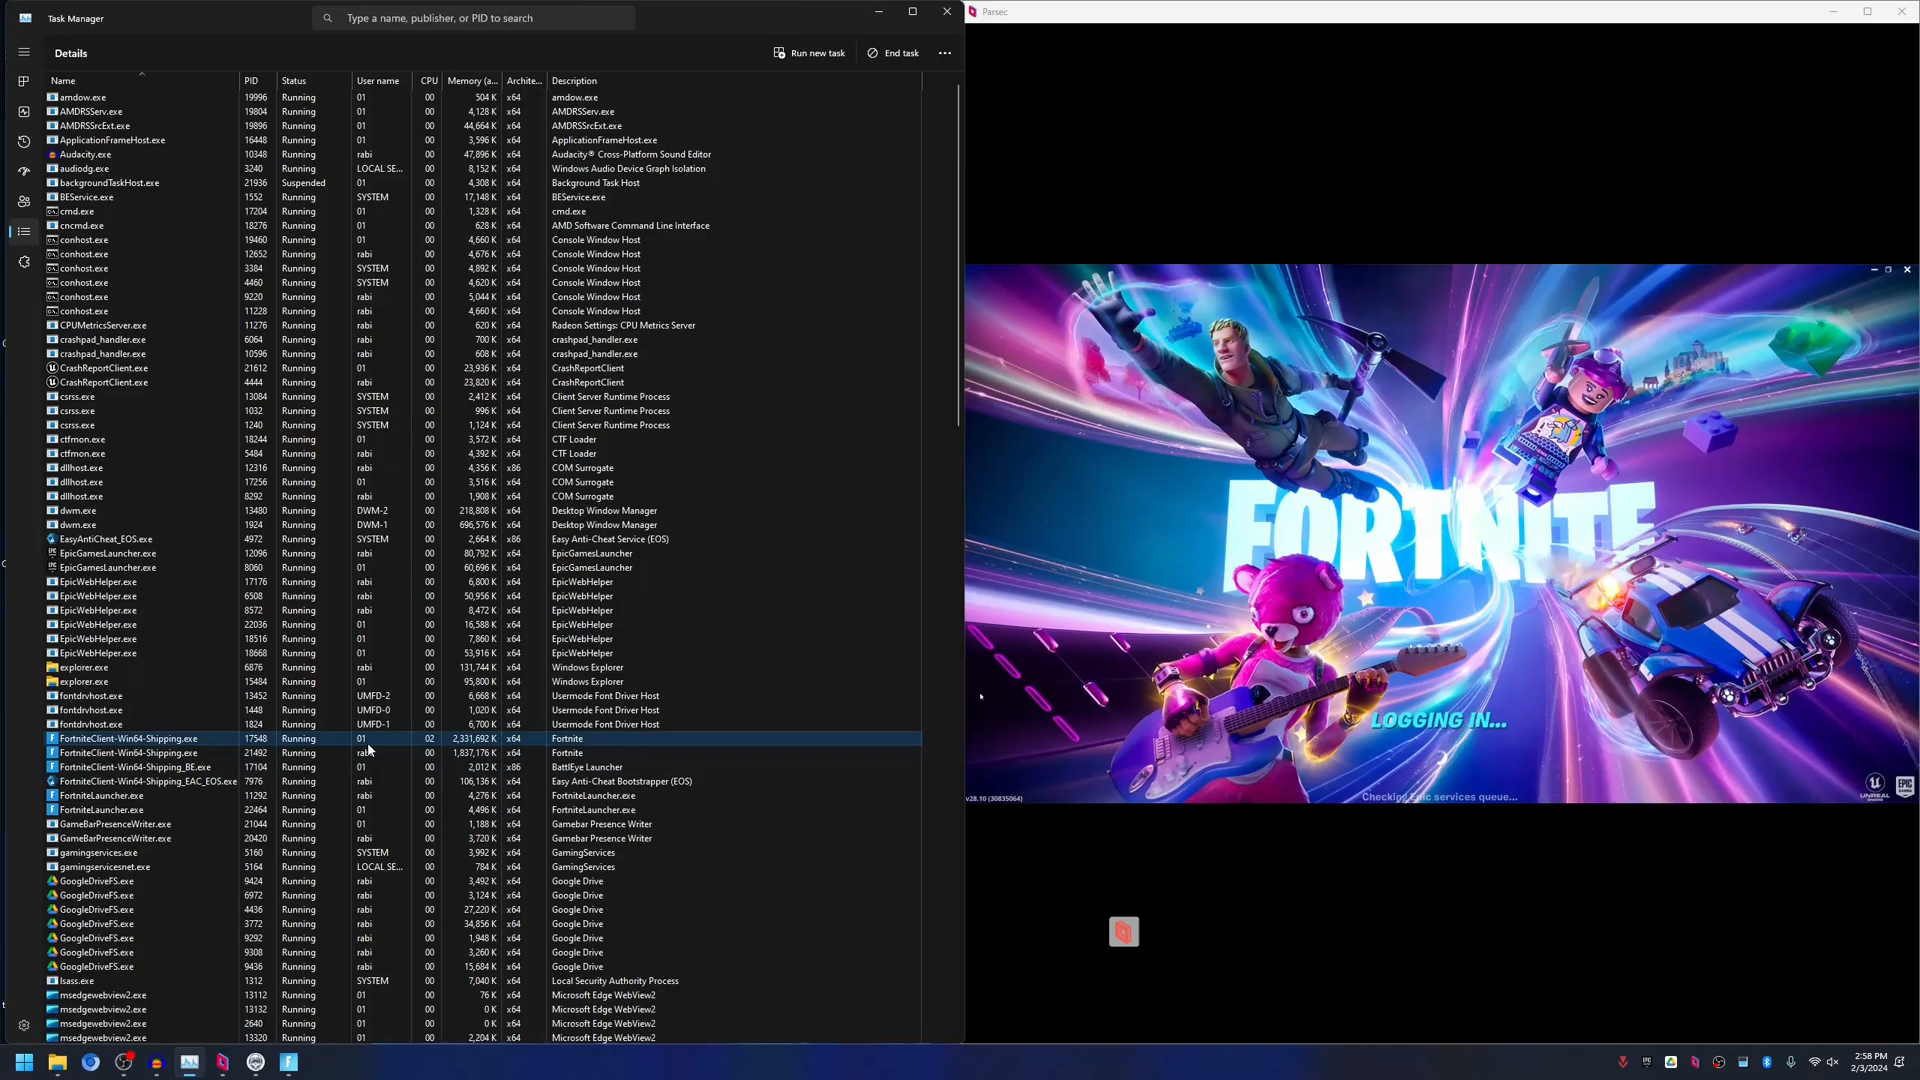 Task Manager
Type a name, publisher, or PID to search
Parsec
Details
Run new task
End task
Name PID Status User name CPU Memory (a... Archite... Description
amdow.exe 19996 Running 01 00 504 K x64 amdow.exe
AMDRSServ.exe 19804 Running 01 00 4,128 K x64 AMDRSServ.exe
AMDRSSrcExt.exe 19896 Running 01 00 44,664 K x64 AMDRSSrcExt.exe
ApplicationFrameHost.exe 16448 Running 01 00 3,596 K x64 ApplicationFrameHost.exe
Audacity.exe 10348 Running rabi 00 47,896 K x64 Audacity® Cross-Platform Sound Editor
audiodg.exe 3240 Running LOCAL SE... 00 8,152 K x64 Windows Audio Device Graph Isolation
backgroundTaskHost.exe 21936 Suspended 01 00 4,308 K x64 Background Task Host
BEService.exe 1552 Running SYSTEM 00 17,148 K x64 BEService.exe
cmd.exe 17204 Running 01 00 1,328 K x64 cmd.exe
cncmd.exe 18276 Running 01 00 628 K x64 AMD Software Command Line Interface
conhost.exe 19460 Running 01 00 4,660 K x64 Console Window Host
conhost.exe 12652 Running rabi 00 4,676 K x64 Console Window Host
conhost.exe 3384 Running SYSTEM 00 4,892 K x64 Console Window Host
conhost.exe 4460 Running SYSTEM 00 4,620 K x64 Console Window Host
conhost.exe 9220 Running rabi 00 5,044 K x64 Console Window Host
conhost.exe 11228 Running rabi 00 4,660 K x64 Console Window Host
CPUMetricsServer.exe 11276 Running rabi 00 620 K x64 Radeon Settings: CPU Metrics Server
crashpad_handler.exe 6064 Running rabi 00 700 K x64 crashpad_handler.exe
crashpad_handler.exe 10596 Running rabi 00 608 K x64 crashpad_handler.exe
CrashReportClient.exe 21612 Running 01 00 23,936 K x64 CrashReportClient
CrashReportClient.exe 4444 Running rabi 00 23,820 K x64 CrashReportClient
csrss.exe 13084 Running SYSTEM 00 2,412 K x64 Client Server Runtime Process
csrss.exe 1032 Running SYSTEM 00 996 K x64 Client Server Runtime Process
csrss.exe 1240 Running SYSTEM 00 1,124 K x64 Client Server Runtime Process
ctfmon.exe 18244 Running 01 00 3,572 K x64 CTF Loader
ctfmon.exe 5484 Running rabi 00 4,392 K x64 CTF Loader
dllhost.exe 12316 Running rabi 00 4,356 K x86 COM Surrogate
dllhost.exe 17256 Running 01 00 3,516 K x64 COM Surrogate
dllhost.exe 8292 Running rabi 00 1,908 K x64 COM Surrogate
dwm.exe 13480 Running DWM-2 00 218,808 K x64 Desktop Window Manager
dwm.exe 1924 Running DWM-1 00 696,576 K x64 Desktop Window Manager
EasyAntiCheat_EOS.exe 4972 Running SYSTEM 00 2,664 K x86 Easy Anti-Cheat Service (EOS)
EpicGamesLauncher.exe 12096 Running rabi 00 80,792 K x64 EpicGamesLauncher
EpicGamesLauncher.exe 8060 Running 01 00 60,696 K x64 EpicGamesLauncher
EpicWebHelper.exe 17176 Running rabi 00 6,800 K x64 EpicWebHelper
EpicWebHelper.exe 6508 Running rabi 00 50,956 K x64 EpicWebHelper
EpicWebHelper.exe 8572 Running rabi 00 8,472 K x64 EpicWebHelper
EpicWebHelper.exe 22036 Running 01 00 16,588 K x64 EpicWebHelper
EpicWebHelper.exe 18516 Running 01 00 7,860 K x64 EpicWebHelper
EpicWebHelper.exe 18668 Running 01 00 53,916 K x64 EpicWebHelper
explorer.exe 6876 Running rabi 00 131,744 K x64 Windows Explorer
explorer.exe 15484 Running 01 00 95,800 K x64 Windows Explorer
fontdrvhost.exe 13452 Running UMFD-2 00 6,668 K x64 Usermode Font Driver Host
fontdrvhost.exe 1448 Running UMFD-0 00 1,020 K x64 Usermode Font Driver Host
fontdrvhost.exe 1824 Running UMFD-1 00 6,700 K x64 Usermode Font Driver Host
FortniteClient-Win64-Shipping.exe 17548 Running 01 02 2,331,692 K x64 Fortnite
FortniteClient-Win64-Shipping.exe 21492 Running rabi 00 1,837,176 K x64 Fortnite
FortniteClient-Win64-Shipping_BE.exe 17104 Running 01 00 2,012 K x86 BattlEye Launcher
FortniteClient-Win64-Shipping_EAC_EOS.exe 7976 Running rabi 00 106,136 K x64 Easy Anti-Cheat Bootstrapper (EOS)
FortniteLauncher.exe 11292 Running rabi 00 4,276 K x64 FortniteLauncher.exe
FortniteLauncher.exe 22464 Running 01 00 4,496 K x64 FortniteLauncher.exe
GameBarPresenceWriter.exe 21044 Running 01 00 1,188 K x64 Gamebar Presence Writer
GameBarPresenceWriter.exe 20420 Running rabi 00 3,720 K x64 Gamebar Presence Writer
gamingservices.exe 5160 Running SYSTEM 00 3,992 K x64 GamingServices
gamingservicesnet.exe 5164 Running LOCAL SE... 00 784 K x64 GamingServices
GoogleDriveFS.exe 9424 Running rabi 00 3,492 K x64 Google Drive
GoogleDriveFS.exe 6972 Running rabi 00 3,124 K x64 Google Drive
GoogleDriveFS.exe 4436 Running rabi 00 27,220 K x64 Google Drive
GoogleDriveFS.exe 3772 Running rabi 00 34,856 K x64 Google Drive
GoogleDriveFS.exe 9292 Running rabi 00 1,948 K x64 Google Drive
GoogleDriveFS.exe 9308 Running rabi 00 3,260 K x64 Google Drive
GoogleDriveFS.exe 9436 Running rabi 00 15,684 K x64 Google Drive
lsass.exe 1312 Running SYSTEM 00 7,040 K x64 Local Security Authority Process
msedgewebview2.exe 13112 Running 01 00 76 K x64 Microsoft Edge WebView2
msedgewebview2.exe 13132 Running 01 00 0 K x64 Microsoft Edge WebView2
msedgewebview2.exe 2640 Running 01 00 0 K x64 Microsoft Edge WebView2
msedgewebview2.exe 13320 Running 01 00 2,204 K x64 Microsoft Edge WebView2
FORTNITE
LOGGING IN...
Checking Epic services queue...
v28.10 (30835064)
UNREAL
EPIC GAMES
2:58 PM
2/3/2024